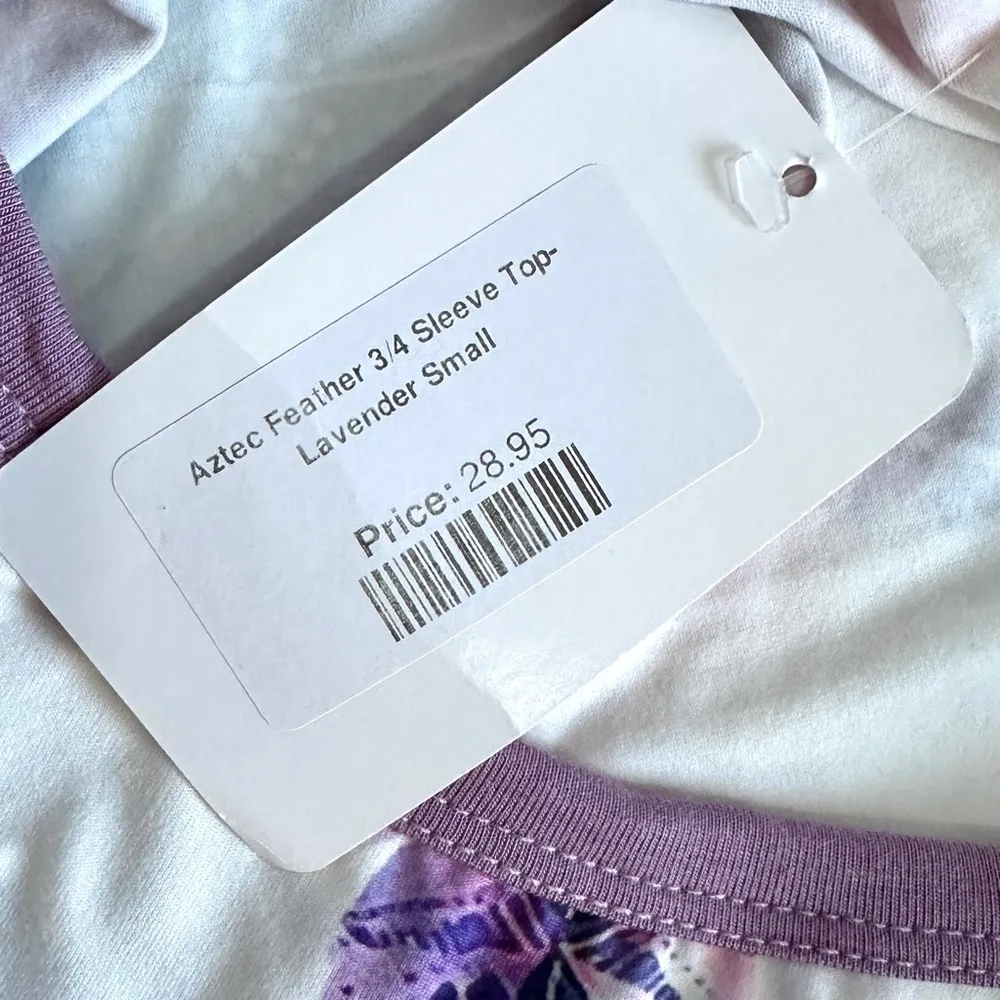 Aztec Feather 3/4 Sleeve Top-
Lavender Small
Price: 28.95